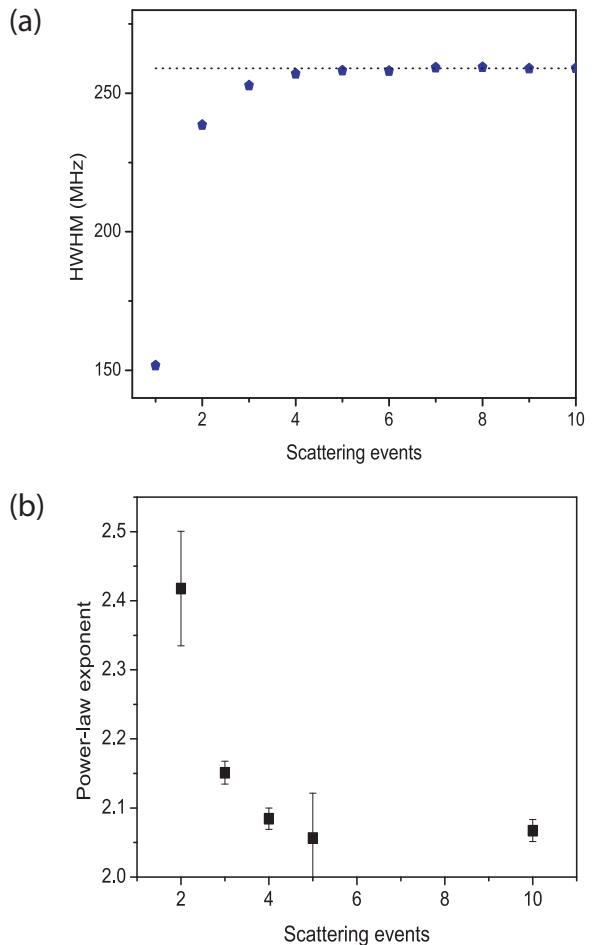 (a)
250
200
150
HWHM (MHz)
2 4 6 8 10
Scattering events
(b)
2.5
2.4
2.3
2.2
2.1
2.0
Power-law exponent
2 4 6 8 10
Scattering events